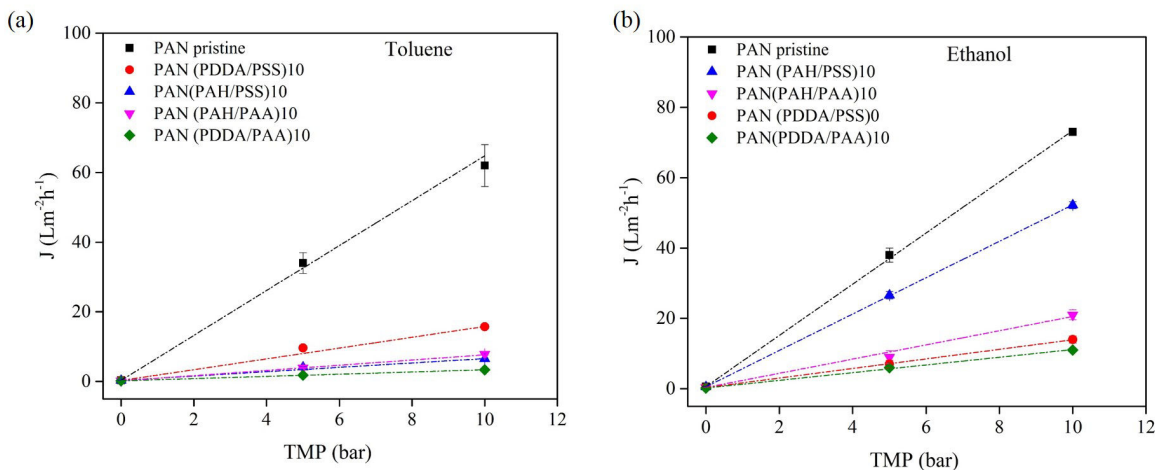 (a)
Toluene
PAN pristine
PAN (PDDA/PSS)10
PAN(PAH/PSS)10
PAN (PAH/PAA)10
PAN (PDDA/PAA)10
J (Lm⁻²h⁻¹)
100
80
60
40
20
0
0 2 4 6 8 10 12
TMP (bar)
(b)
Ethanol
PAN pristine
PAN (PAH/PSS)10
PAN(PAH/PAA)10
PAN (PDDA/PSS)0
PAN(PDDA/PAA)10
J (Lm⁻²h⁻¹)
100
80
60
40
20
0
0 2 4 6 8 10 12
TMP (bar)